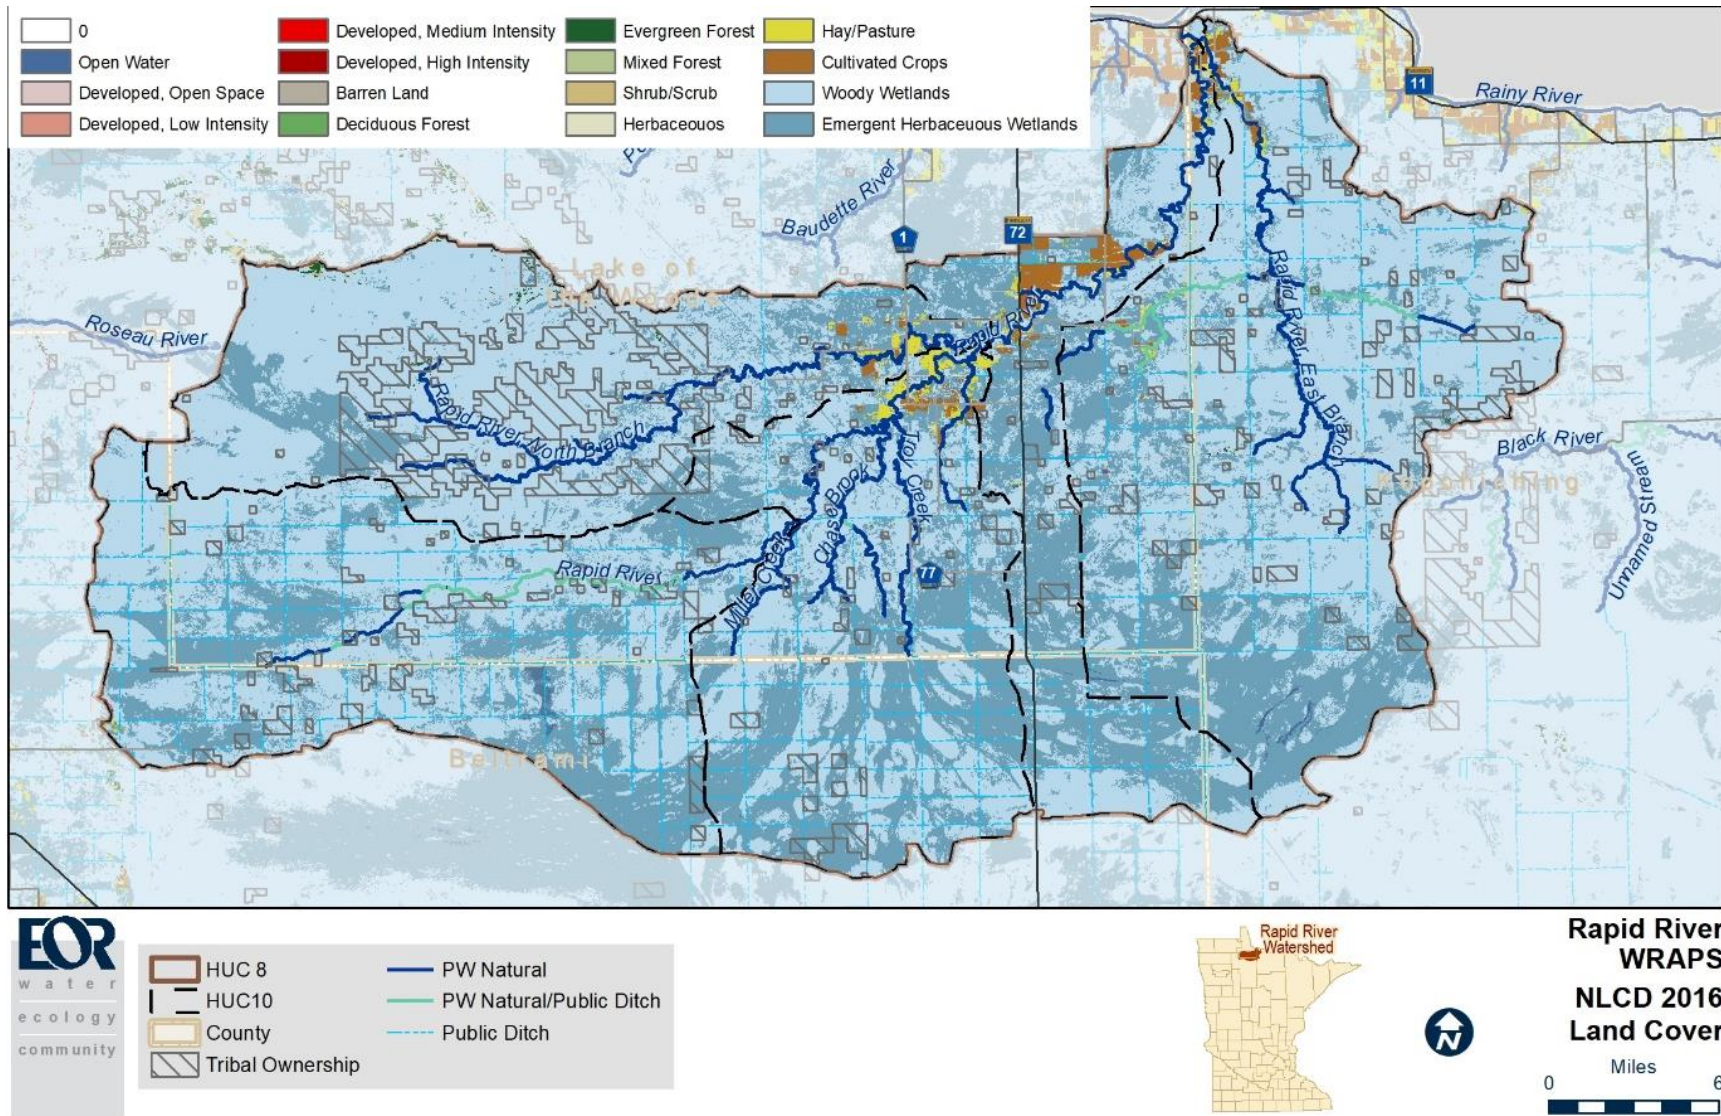 0
Open Water
Developed, Open Space
Developed, Low Intensity
Developed, Medium Intensity
Developed, High Intensity
Barren Land
Deciduous Forest
Evergreen Forest
Mixed Forest
Shrub/Scrub
Herbaceuos
Hay/Pasture
Cultivated Crops
Woody Wetlands
Emergent Herbaceuous Wetlands
11
Rainy River
Baudette River
1
72
Lake of
the Woods
Roseau River
Rapid River
Rapid River East Branch
Rapid River, North Branch
Black River
Koochiching
Unnamed Stream
Troy Creek
Chase Brook
Miller Creek
Rapid River
77
Beltrami
EOR
water
ecology
community
HUC 8
HUC10
County
Tribal Ownership
PW Natural
PW Natural/Public Ditch
Public Ditch
Rapid River
Watershed
N
Rapid River
WRAPS
NLCD 2016
Land Cover
Miles
0 6